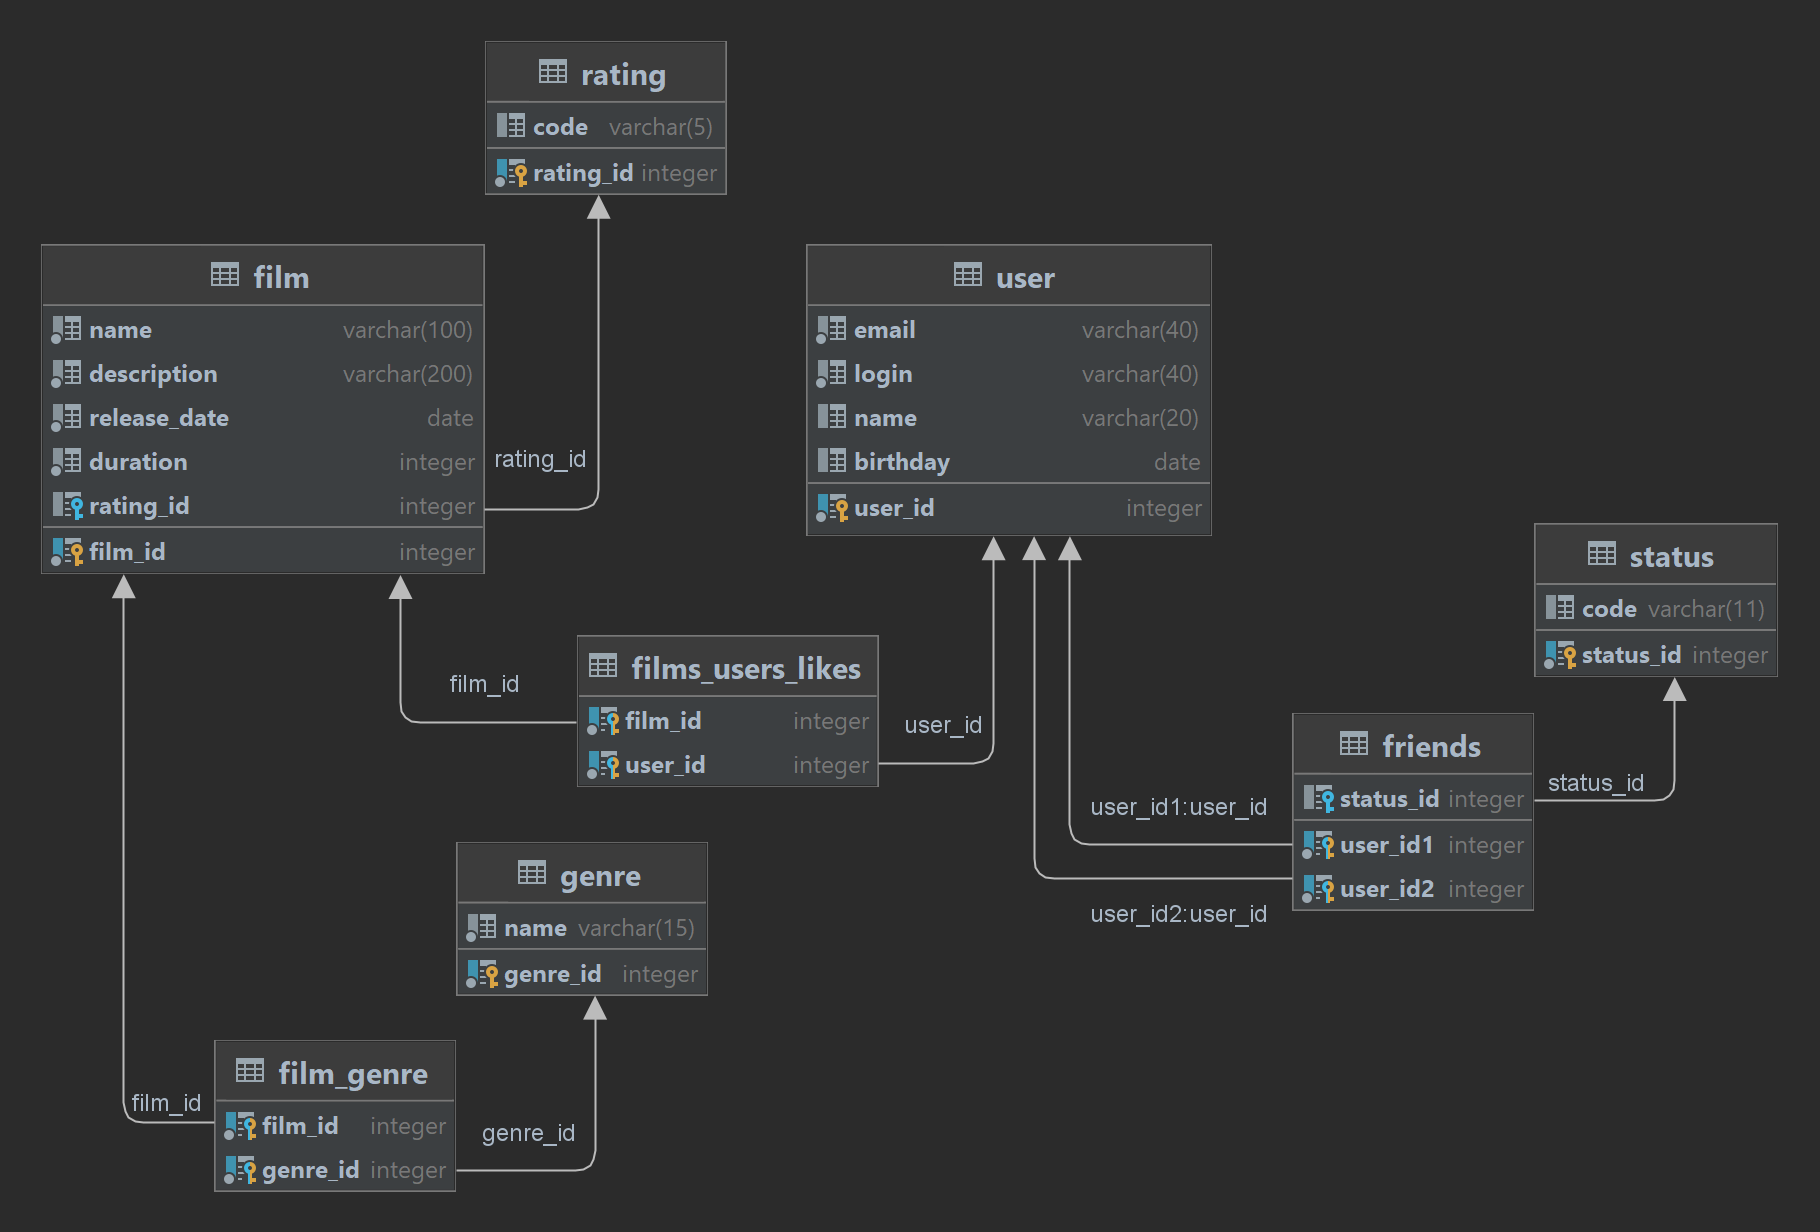 rating
code varchar(5)
rating_id integer
film
name varchar(100)
description varchar(200)
release_date date
duration integer
rating_id integer
film_id integer
rating_id
user
email varchar(40)
login varchar(40)
name varchar(20)
birthday date
user_id integer
status
code varchar(11)
status_id integer
films_users_likes
film_id integer
user_id integer
film_id
user_id
friends
status_id integer
user_id1 integer
user_id2 integer
status_id
user_id1:user_id
user_id2:user_id
genre
name varchar(15)
genre_id integer
film_genre
film_id integer
genre_id integer
film_id
genre_id